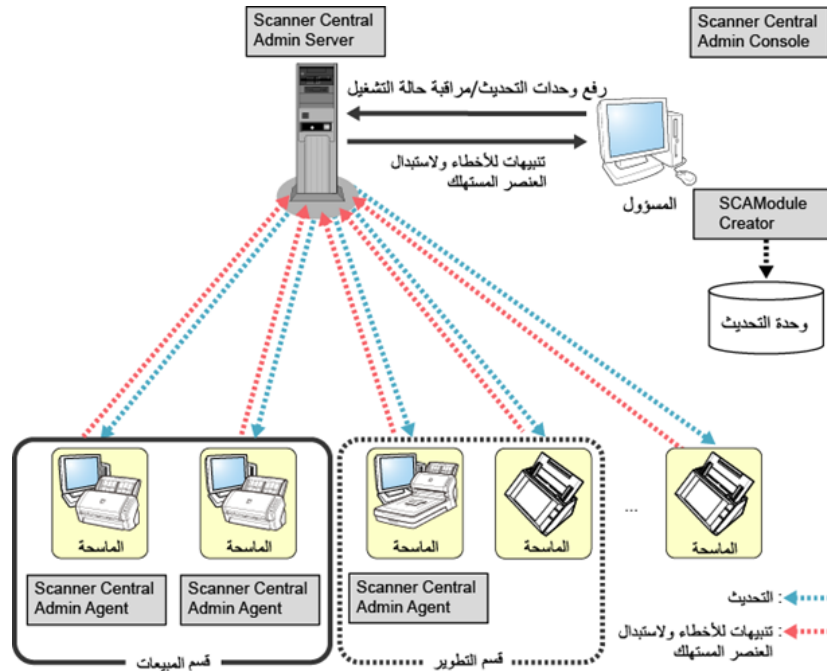 Scanner Central
Admin Server
Scanner Central
Admin Console
رفع وحدات التحديث/مراقبة حالة التشغيل
تنبيهات للأخطاء ولاستبدال
العنصر المستهلك
المسؤول
SCAModule
Creator
وحدة التحديث
الماسحة
الماسحة
الماسحة
الماسحة
...
الماسحة
Scanner Central
Admin Agent
Scanner Central
Admin Agent
Scanner Central
Admin Agent
التحديث :
تنبيهات للأخطاء ولاستبدال :
العنصر المستهلك
قسم المبيعات
قسم التطوير